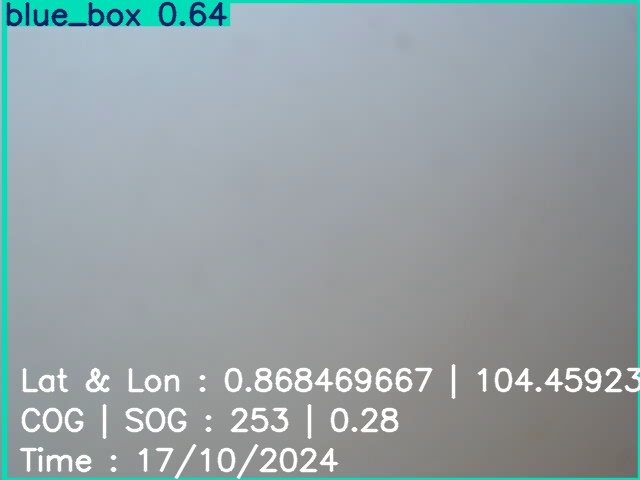 blue_box 0.64
Lat & Lon : 0.868469667 | 104.45923
COG | SOG : 253 | 0.28
Time : 17/10/2024